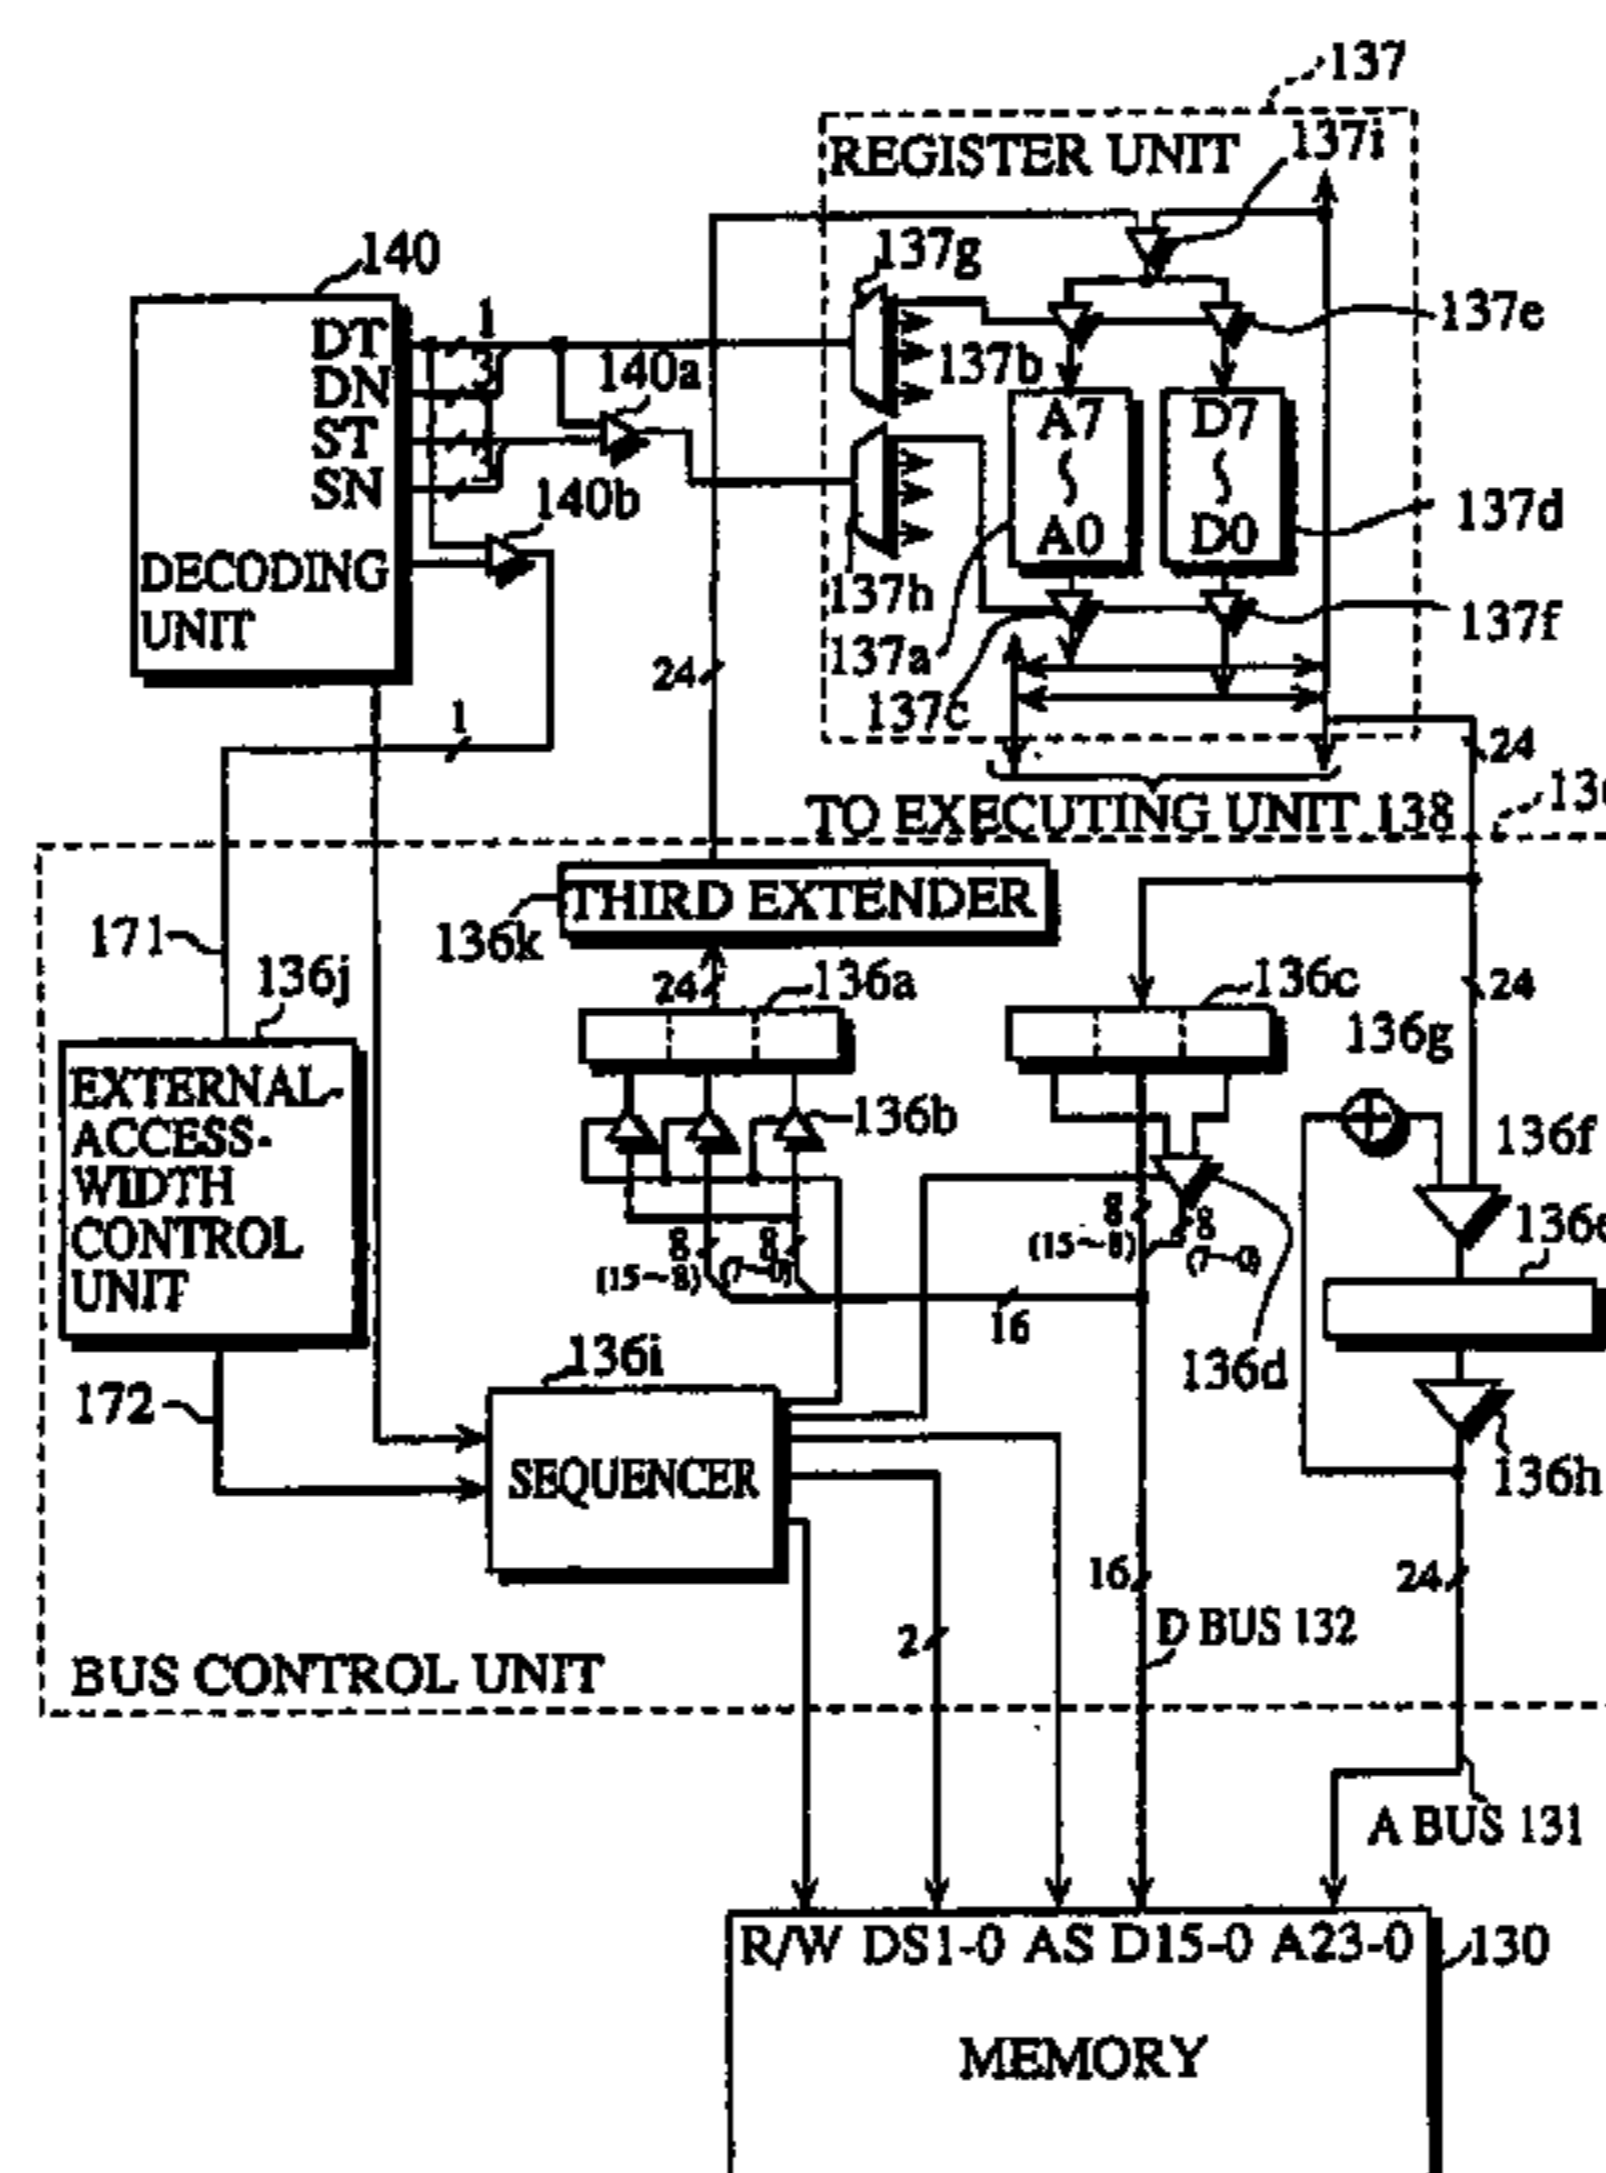 137
REGISTER UNIT
137i
140
137g
DT
1
137e
DN
3
140a
137b
ST
A7
D7
SN
3
140b
137d
A0
D0
DECODING
UNIT
137h
137f
137a
24
137c
1
24
TO EXECUTING UNIT 138
THIRD EXTENDER
136k
171
136j
24
136a
136c
24
136g
EXTERNAL-
ACCESS-
WIDTH
CONTROL
UNIT
136b
136f
8
(15~8)
8
(7~0)
8
(15~8)
8
(7~0)
136e
16
136d
136i
172
SEQUENCER
136h
16
24
2
D BUS 132
BUS CONTROL UNIT
A BUS 131
R/W DS1-0 AS D15-0 A23-0
130
MEMORY